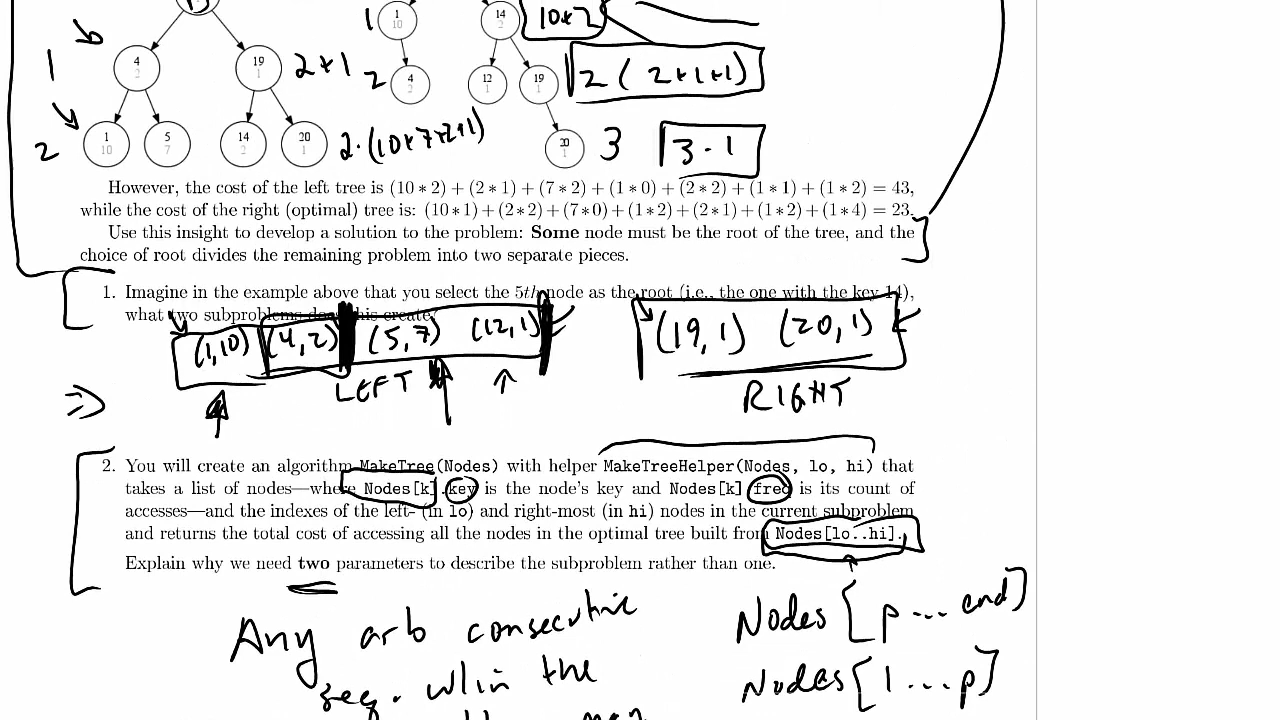 1 10 14 2 10*2
1 4 2 19 1 2*1 2 4 2 12 1 19 1 2 ( 2+1+1)
2 1 10 5 7 14 2 20 1 2·(10+7+2+1) 20 1 3 3·1
However, the cost of the left tree is (10 ∗ 2) + (2 ∗ 1) + (7 ∗ 2) + (1 ∗ 0) + (2 ∗ 2) + (1 ∗ 1) + (1 ∗ 2) = 43,
while the cost of the right (optimal) tree is: (10 ∗ 1) + (2 ∗ 2) + (7 ∗ 0) + (1 ∗ 2) + (2 ∗ 1) + (1 ∗ 2) + (1 ∗ 4) = 23.
Use this insight to develop a solution to the problem: Some node must be the root of the tree, and the
choice of root divides the remaining problem into two separate pieces.
1. Imagine in the example above that you select the 5th node as the root (i.e., the one with the key 14),
what two subproblems does this create?
(1,10) (4,2) (5,7) (12,1) (19,1) (20,1)
LEFT RIGHT
2. You will create an algorithm MakeTree(Nodes) with helper MakeTreeHelper(Nodes, lo, hi) that
takes a list of nodes—where Nodes[k].key is the node's key and Nodes[k].freq is its count of
accesses—and the indexes of the left- (in lo) and right-most (in hi) nodes in the current subproblem
and returns the total cost of accessing all the nodes in the optimal tree built from Nodes[lo..hi].
Explain why we need two parameters to describe the subproblem rather than one.
Any arb consecutive Nodes [ p ... end]
seq. w/in the Nodes [ 1 ... p]